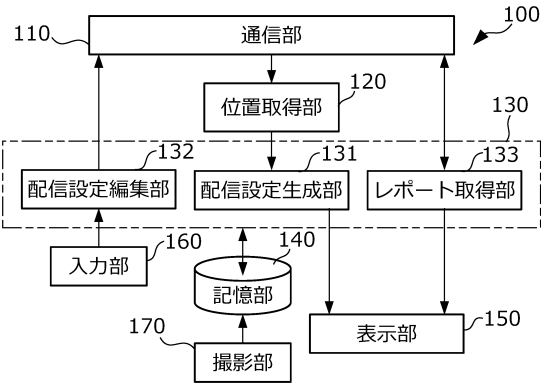 100
110
通信部
位置取得部
120
130
132
131
133
配信設定編集部
配信設定生成部
レポート取得部
入力部
160
140
記憶部
170
撮影部
表示部
150